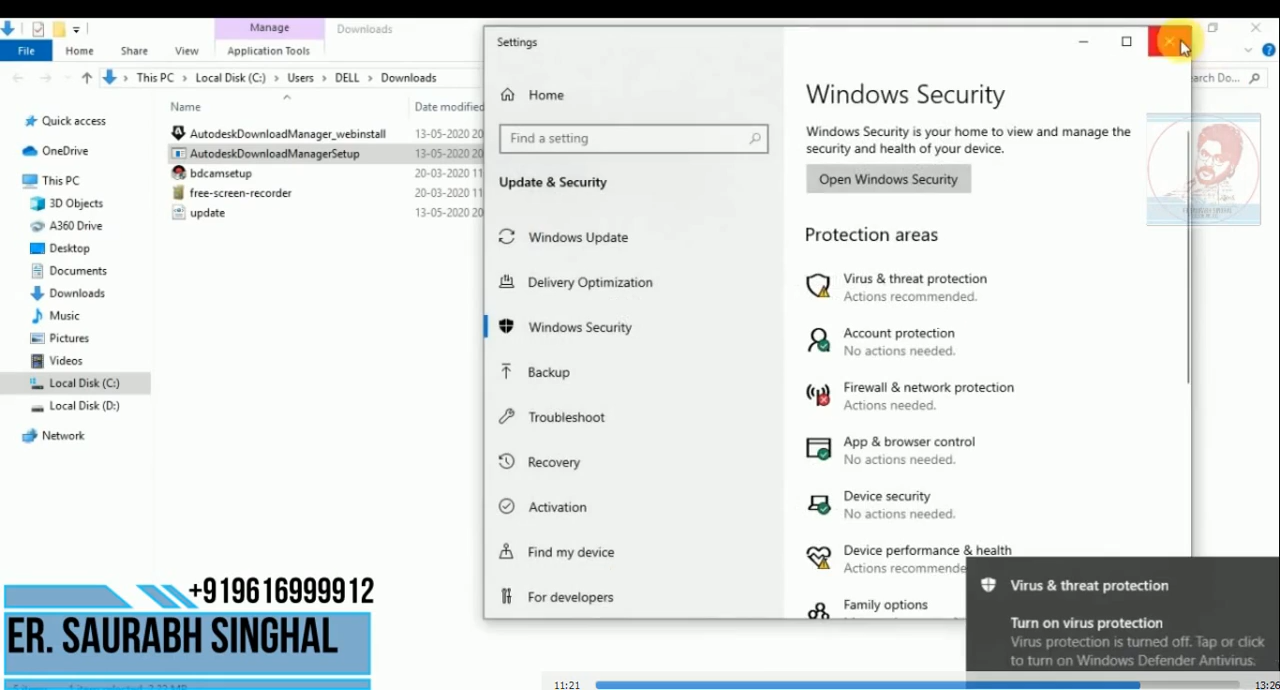 Manage
Downloads
File
Home
Share
View
Application Tools
This PC
Local Disk (C:)
Users
DELL
Downloads
arch Do...
Name
Date modified
Quick access
OneDrive
This PC
3D Objects
A360 Drive
Desktop
Documents
Downloads
Music
Pictures
Videos
Local Disk (C:)
Local Disk (D:)
Network
AutodeskDownloadManager_webinstall
13-05-2020 20
AutodeskDownloadManagerSetup
13-05-2020 20
bdcamsetup
20-03-2020 11
free-screen-recorder
20-03-2020 11
update
13-05-2020 20
Settings
Home
Find a setting
Update & Security
Windows Update
Delivery Optimization
Windows Security
Backup
Troubleshoot
Recovery
Activation
Find my device
For developers
Windows Security
Windows Security is your home to view and manage the
security and health of your device.
Open Windows Security
Protection areas
Virus & threat protection
Actions recommended.
Account protection
No actions needed.
Firewall & network protection
Actions needed.
App & browser control
No actions needed.
Device security
No actions needed.
Device performance & health
Actions recommende
Family options
Virus & threat protection
Turn on virus protection
Virus protection is turned off. Tap or click
to turn on Windows Defender Antivirus.
+919616999912
ER. SAURABH SINGHAL
11:21
13:26